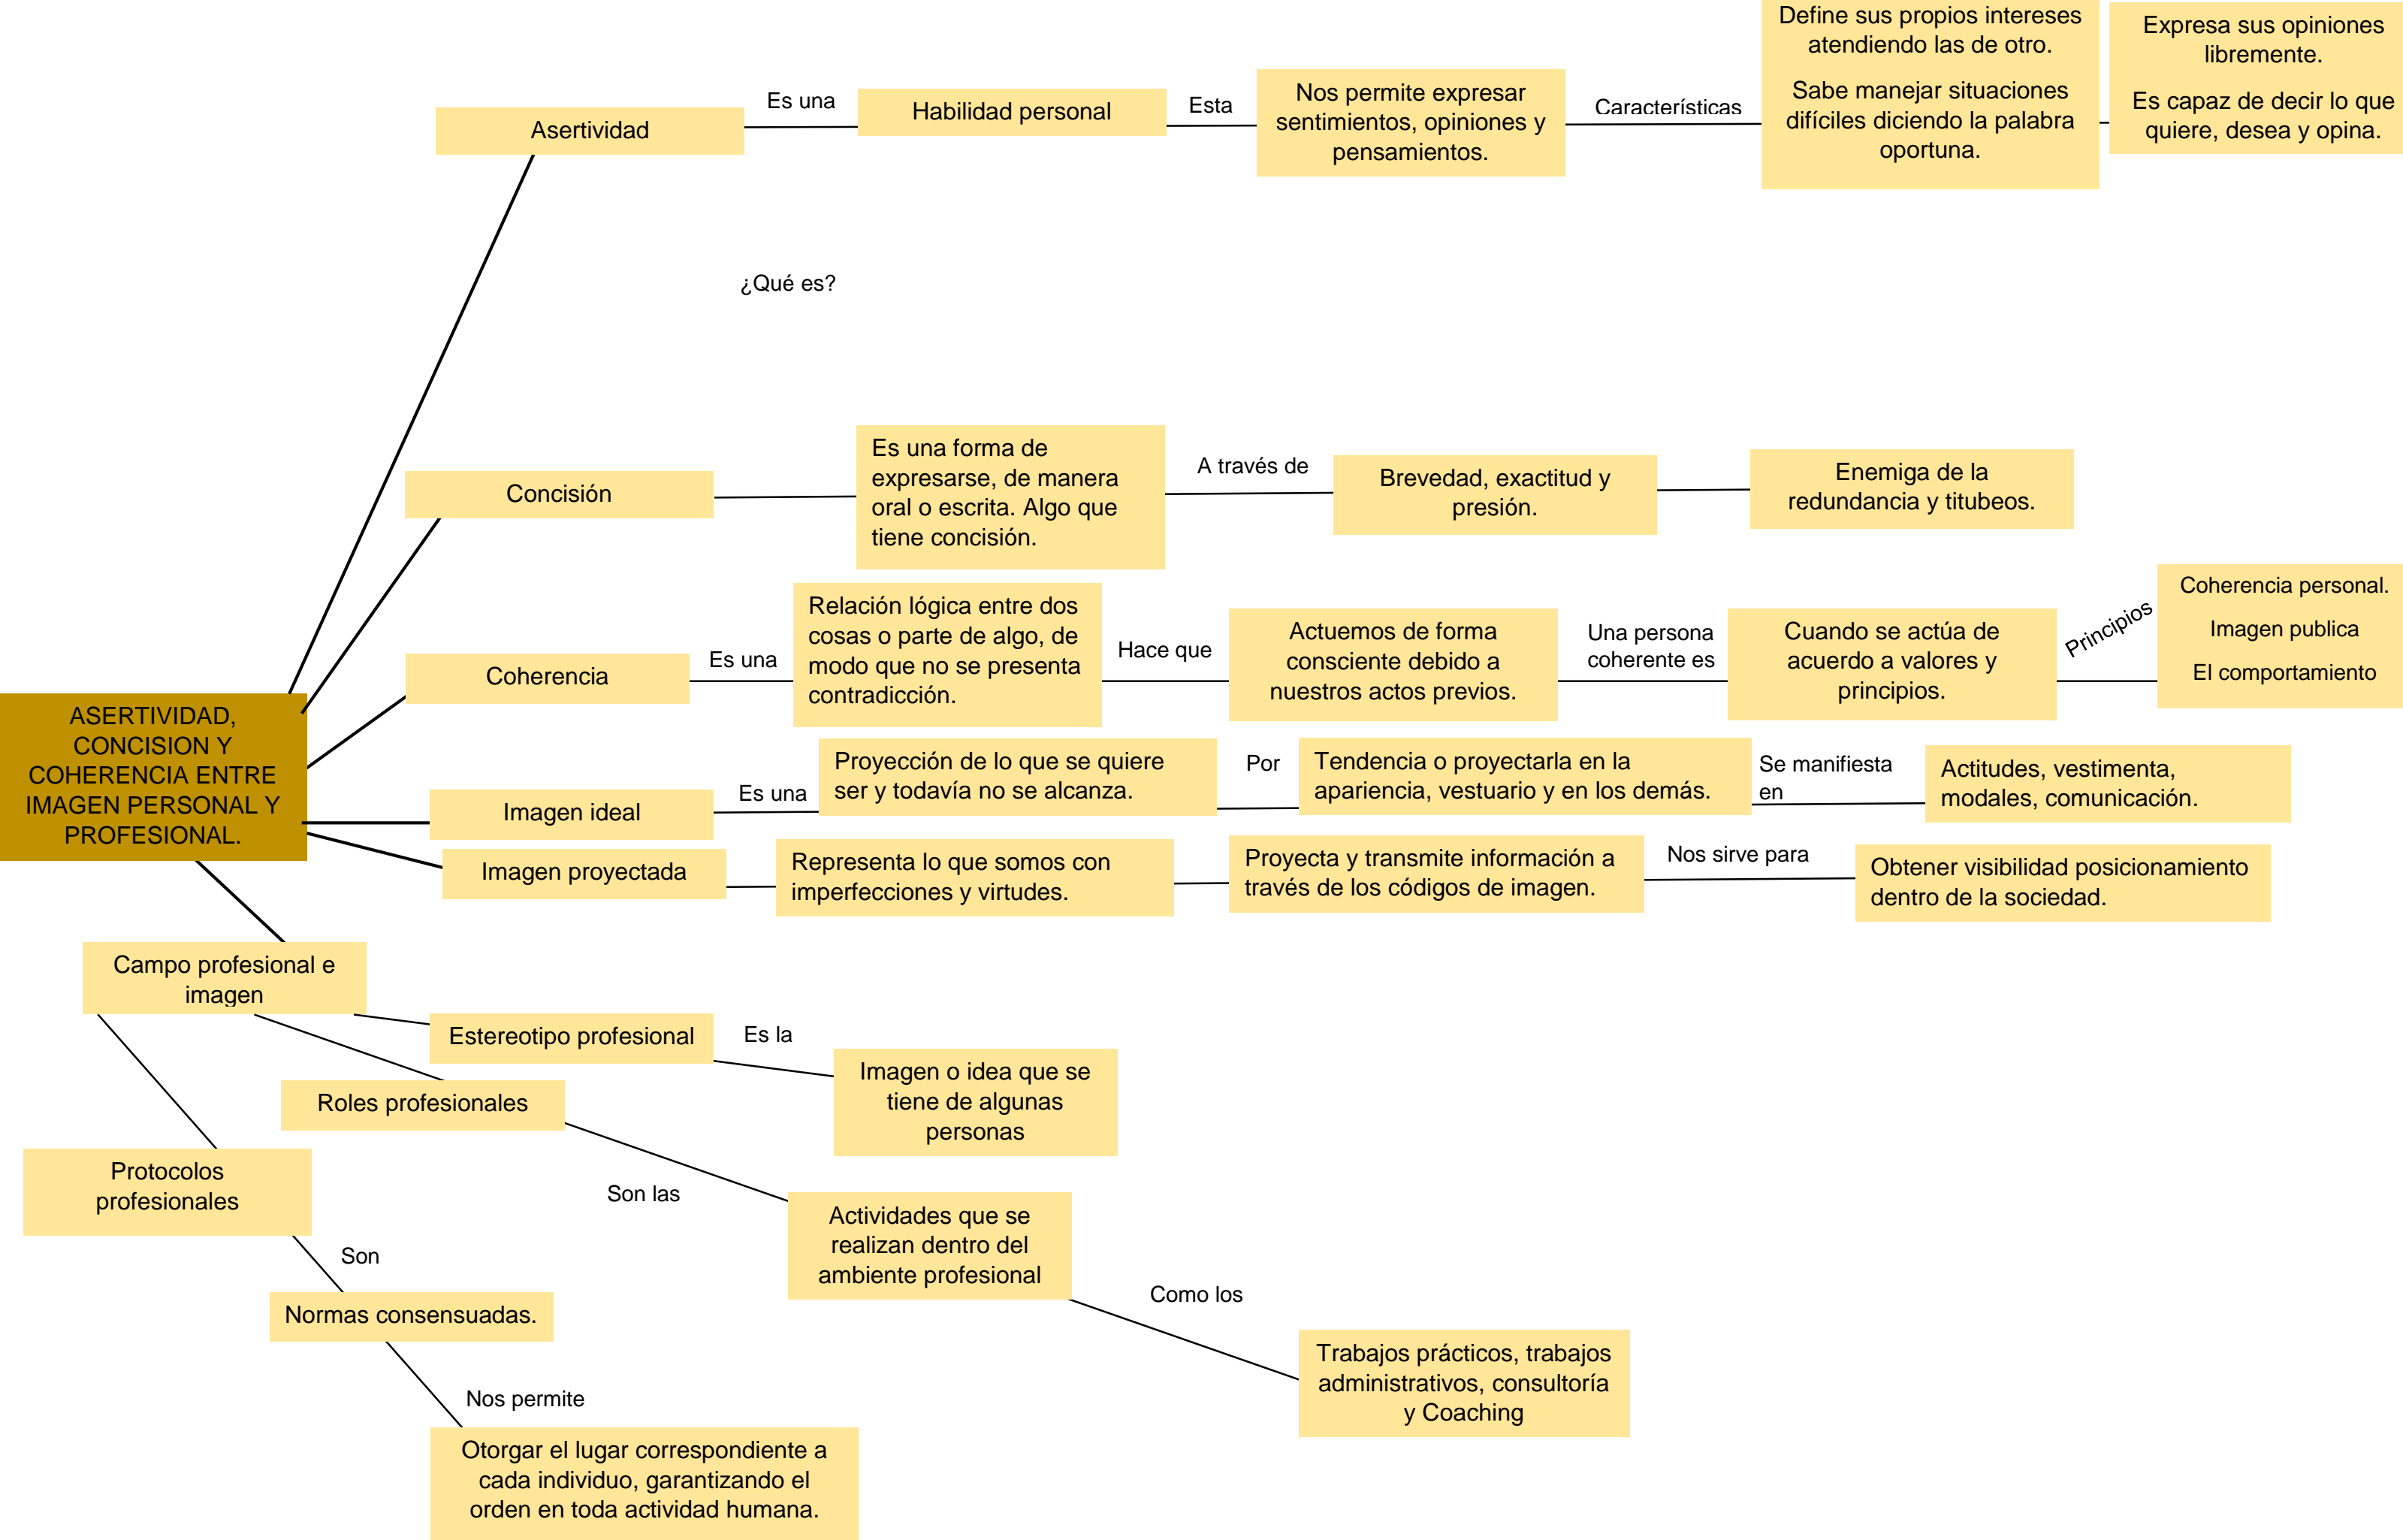 Define sus propios intereses
atendiendo las de otro.
Sabe manejar situaciones
difíciles diciendo la palabra
oportuna.
Expresa sus opiniones
libremente.
Es capaz de decir lo que
quiere, desea y opina.
Asertividad
Es una
Habilidad personal
Esta
Nos permite expresar
sentimientos, opiniones y
pensamientos.
Características
¿Qué es?
Concisión
Es una forma de
expresarse, de manera
oral o escrita. Algo que
tiene concisión.
A través de
Brevedad, exactitud y
presión.
Enemiga de la
redundancia y titubeos.
Coherencia
Es una
Relación lógica entre dos
cosas o parte de algo, de
modo que no se presenta
contradicción.
Hace que
Actuemos de forma
consciente debido a
nuestros actos previos.
Una persona
coherente es
Cuando se actúa de
acuerdo a valores y
principios.
Principios
Coherencia personal.
Imagen publica
El comportamiento
ASERTIVIDAD,
CONCISION Y
COHERENCIA ENTRE
IMAGEN PERSONAL Y
PROFESIONAL.
Imagen ideal
Es una
Proyección de lo que se quiere
ser y todavía no se alcanza.
Por
Tendencia o proyectarla en la
apariencia, vestuario y en los demás.
Se manifiesta
en
Actitudes, vestimenta,
modales, comunicación.
Imagen proyectada
Representa lo que somos con
imperfecciones y virtudes.
Proyecta y transmite información a
través de los códigos de imagen.
Nos sirve para
Obtener visibilidad posicionamiento
dentro de la sociedad.
Campo profesional e
imagen
Estereotipo profesional
Es la
Imagen o idea que se
tiene de algunas
personas
Roles profesionales
Son las
Actividades que se
realizan dentro del
ambiente profesional
Como los
Trabajos prácticos, trabajos
administrativos, consultoría
y Coaching
Protocolos
profesionales
Son
Normas consensuadas.
Nos permite
Otorgar el lugar correspondiente a
cada individuo, garantizando el
orden en toda actividad humana.